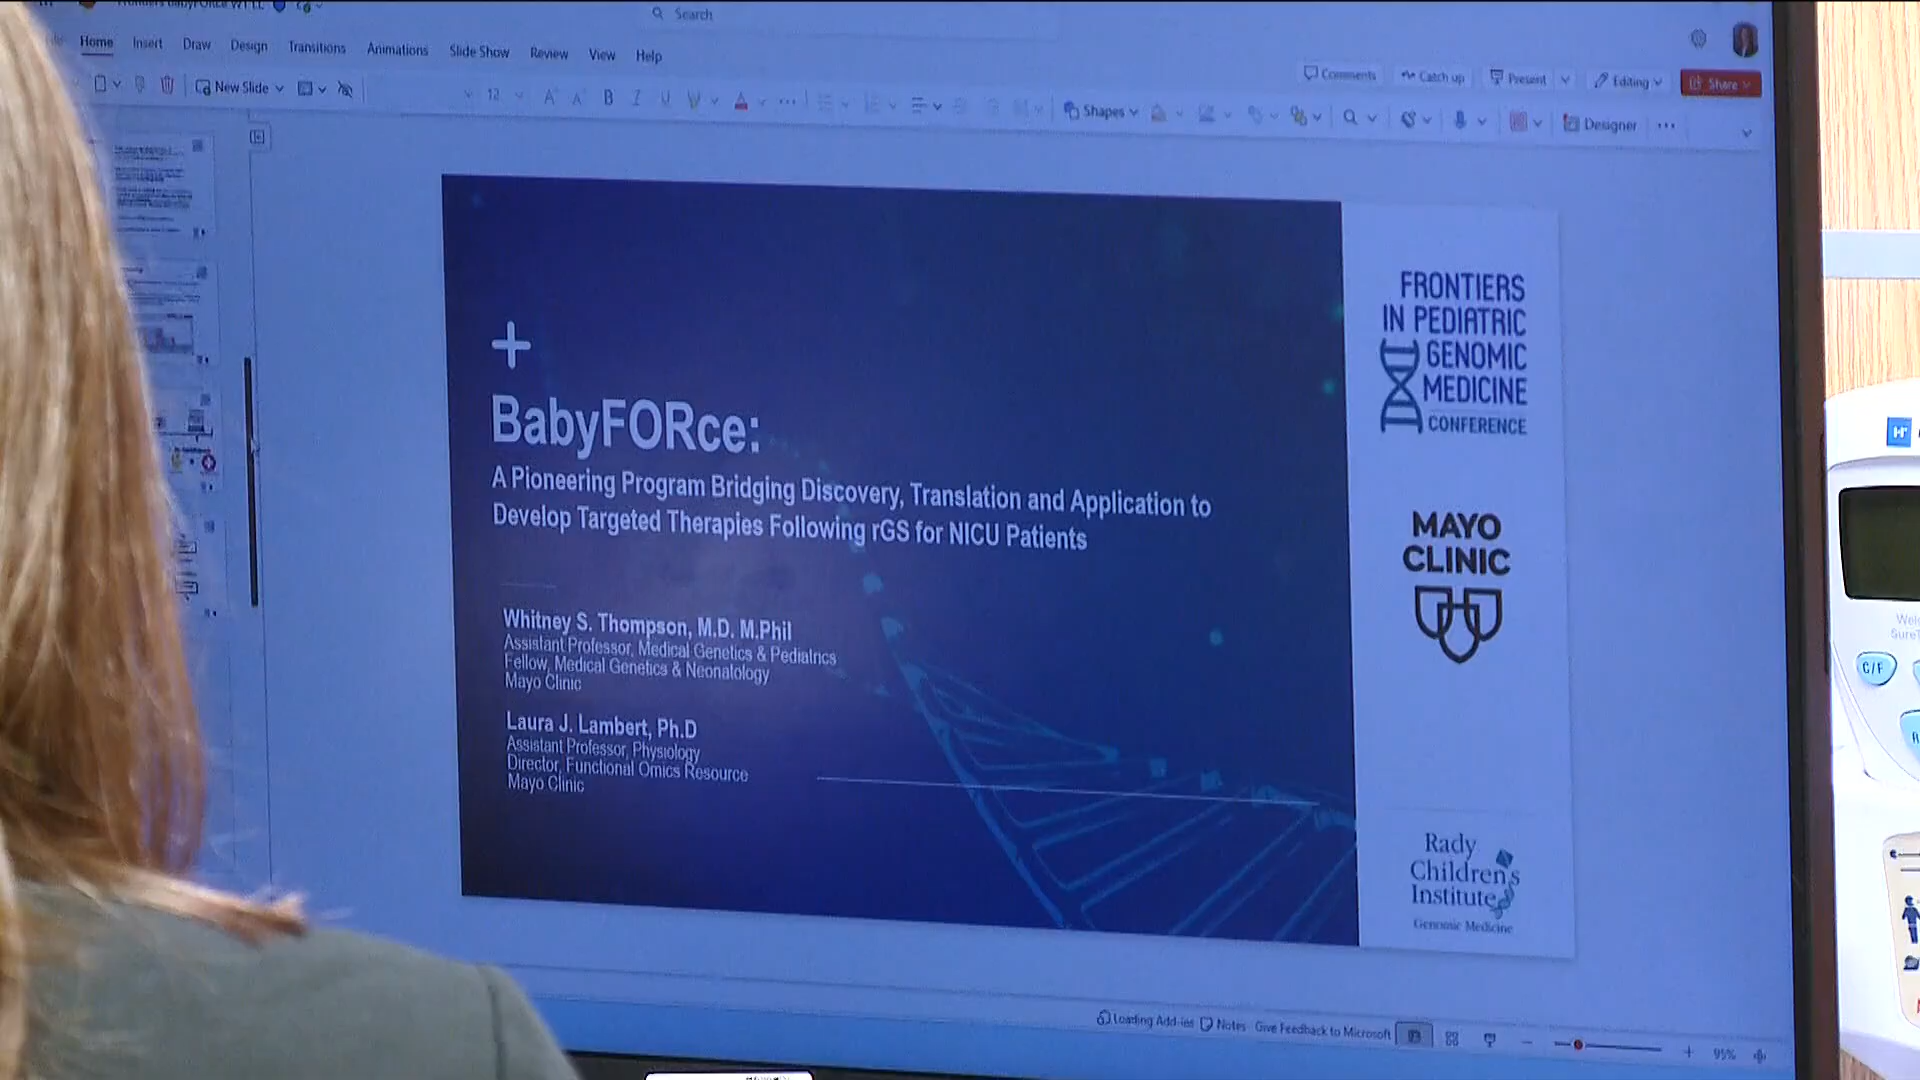 Search
Home Insert Draw Design Transitions Animations Slide Show Review View Help
Comments Catch up Present Editing Share
New Slide 12 A A B I U A Shapes Designer
FRONTIERS
IN PEDIATRIC
GENOMIC
MEDICINE
CONFERENCE
BabyFORce:
A Pioneering Program Bridging Discovery, Translation and Application to
Develop Targeted Therapies Following rGS for NICU Patients
MAYO
CLINIC
Whitney S. Thompson, M.D. M.Phil
Assistant Professor, Medical Genetics & Pediatrics
Fellow, Medical Genetics & Neonatology
Mayo Clinic
Laura J. Lambert, Ph.D
Assistant Professor, Physiology
Director, Functional Omics Resource
Mayo Clinic
Rady
Children's
Institute
Genomic Medicine
Loading Add-ins Notes Give Feedback to Microsoft 95%
C/F